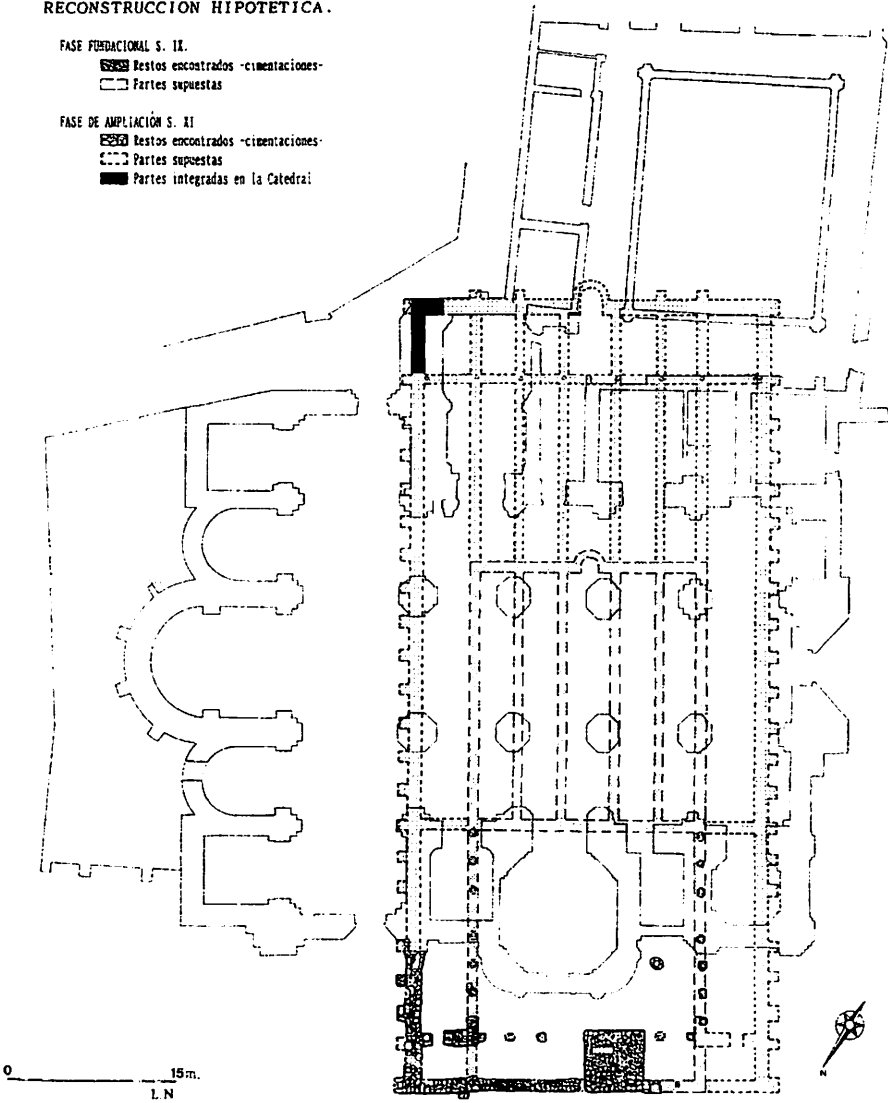 RECONSTRUCCION HIPOTETICA.
FASE FUNDACIONAL S. IX.
Restos encostrados -cimentaciones-
Partes supuestas
FASE DE AMPLIACIÓN S. XI
Restos encontrados -cimentaciones-
Partes supuestas
Partes integradas en la Catedral
0 15m.
I.N
N